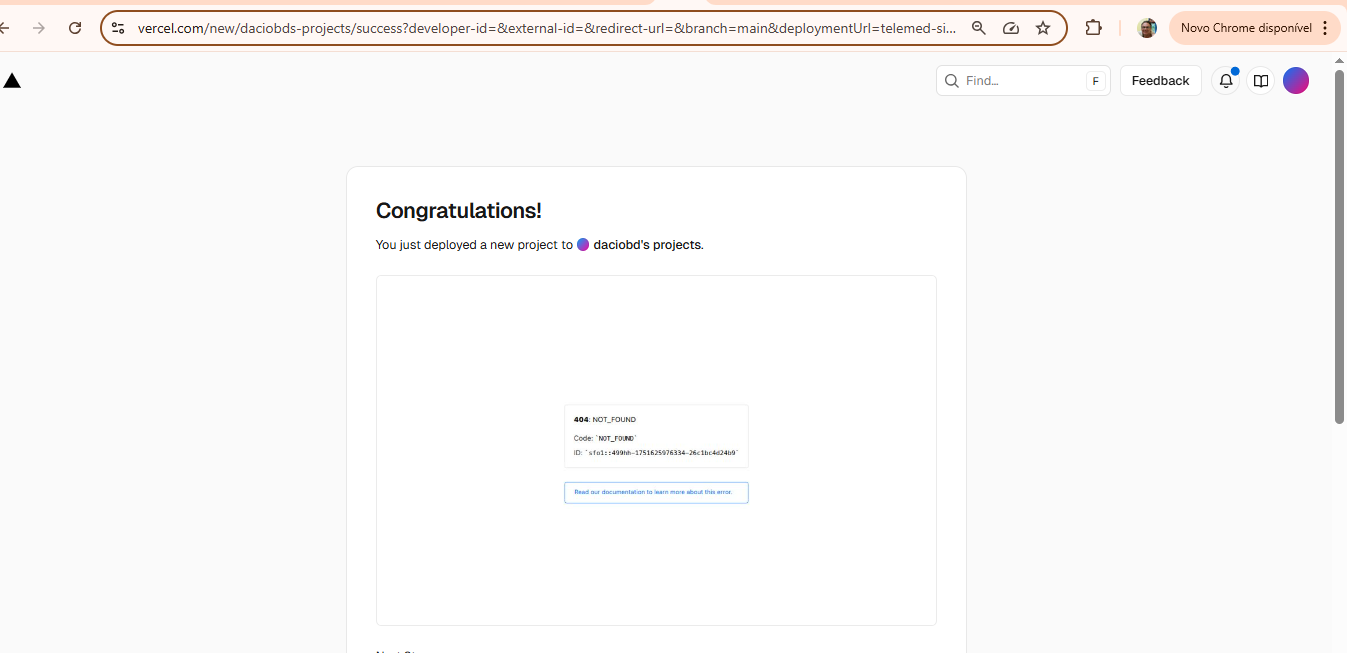 vercel.com/new/daciobds-projects/success?developer-id=&external-id=&redirect-url=&branch=main&deploymentUrl=telemed-si...
Novo Chrome disponível
Find...
F
Feedback
Congratulations!
You just deployed a new project to daciobd's projects.
404: NOT_FOUND
Code: `NOT_FOUND`
ID: `sfo1::499hh-1751625976334-26c1bc4d24b9`
Read our documentation to learn more about this error.